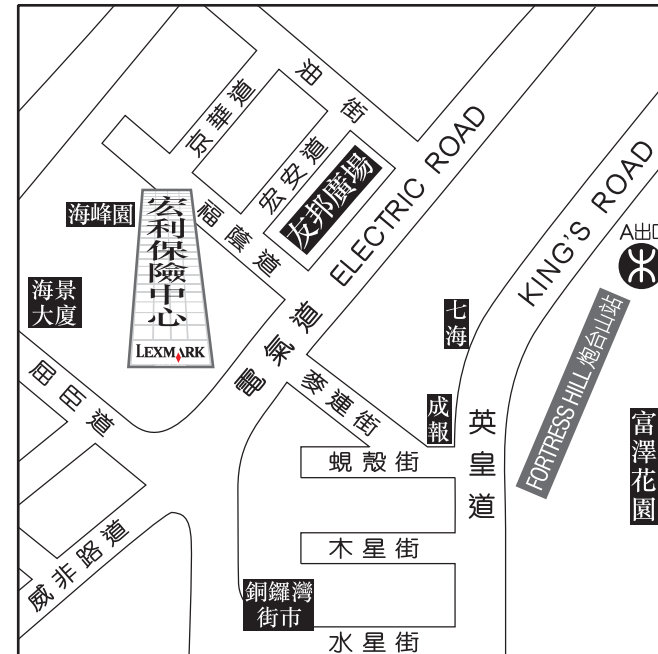 油街
京華道
宏安道
友邦廣場
ELECTRIC ROAD
KING'S ROAD
A出口
海峰園
宏利保險中心
LEXMARK
福蔭道
海景
大廈
電氣道
七海
FORTRESS HILL 炮台山站
屈臣道
麥連街
成報
英皇道
富澤花園
蜆殼街
威非路道
木星街
銅鑼灣
街市
水星街